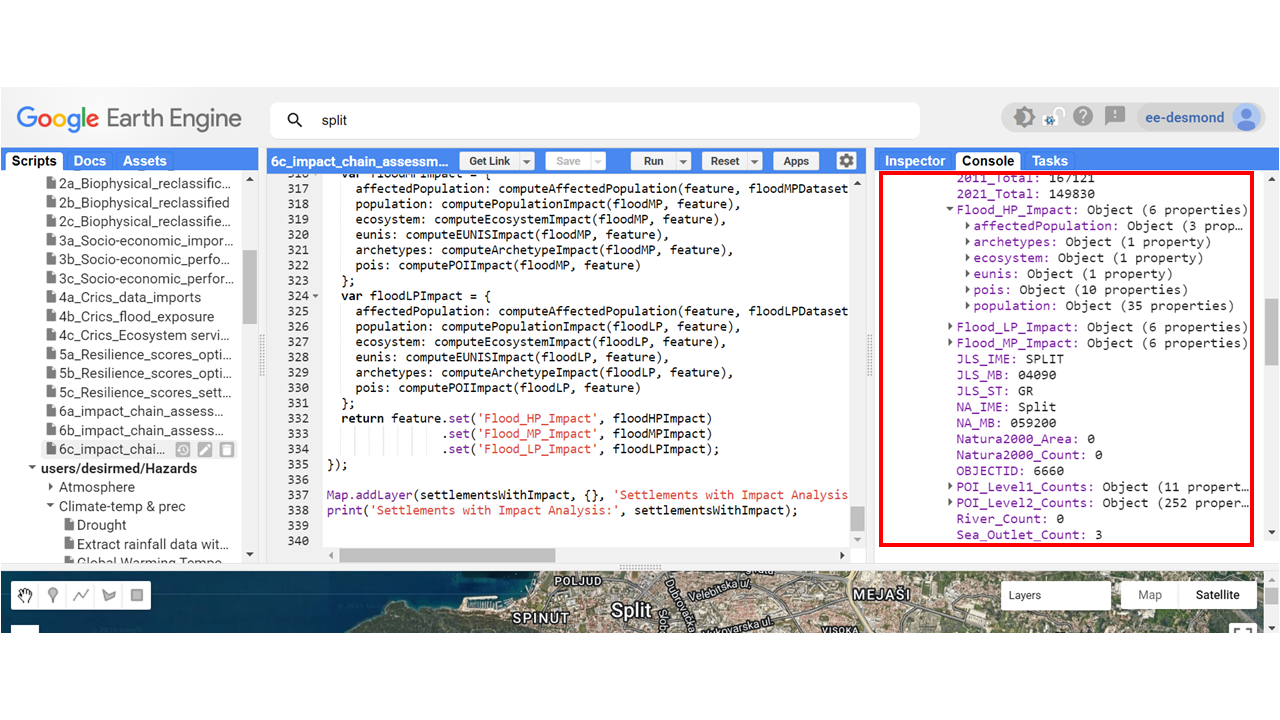 Google Earth Engine
split
ee-desmond
Scripts
Docs
Assets
2a_Biophysical_reclassific...
2b_Biophysical_reclassified
2c_Biophysical_reclassifie...
3a_Socio-economic_impor...
3b_Socio-economic_perfo...
3c_Socio-economic_perfor...
4a_Crics_data_imports
4b_Crics_flood_exposure
4c_Crics_Ecosystem servi...
5a_Resilience_scores_opti...
5b_Resilience_scores_opti...
5c_Resilience_scores_sett...
6a_impact_chain_assess...
6b_impact_chain_assess...
6c_impact_chai...
users/desirmed/Hazards
Atmosphere
Climate-temp & prec
Drought
Extract rainfall data wit...
Global Warming Tempe
6c_impact_chain_assessm...
Get Link
Save
Run
Reset
Apps
316 var floodMPImpact = {
317 affectedPopulation: computeAffectedPopulation(feature, floodMPDataset
318 population: computePopulationImpact(floodMP, feature),
319 ecosystem: computeEcosystemImpact(floodMP, feature),
320 eunis: computeEUNISImpact(floodMP, feature),
321 archetypes: computeArchetypeImpact(floodMP, feature),
322 pois: computePOIImpact(floodMP, feature)
323 };
324 var floodLPImpact = {
325 affectedPopulation: computeAffectedPopulation(feature, floodLPDataset
326 population: computePopulationImpact(floodLP, feature),
327 ecosystem: computeEcosystemImpact(floodLP, feature),
328 eunis: computeEUNISImpact(floodLP, feature),
329 archetypes: computeArchetypeImpact(floodLP, feature),
330 pois: computePOIImpact(floodLP, feature)
331 };
332 return feature.set('Flood_HP_Impact', floodHPImpact)
333 .set('Flood_MP_Impact', floodMPImpact)
334 .set('Flood_LP_Impact', floodLPImpact);
335 });
336
337 Map.addLayer(settlementsWithImpact, {}, 'Settlements with Impact Analysis
338 print('Settlements with Impact Analysis:', settlementsWithImpact);
339
340
Inspector
Console
Tasks
2011_Total: 167121
2021_Total: 149830
Flood_HP_Impact: Object (6 properties)
affectedPopulation: Object (3 prop...
archetypes: Object (1 property)
ecosystem: Object (1 property)
eunis: Object (1 property)
pois: Object (10 properties)
population: Object (35 properties)
Flood_LP_Impact: Object (6 properties)
Flood_MP_Impact: Object (6 properties)
JLS_IME: SPLIT
JLS_MB: 04090
JLS_ST: GR
NA_IME: Split
NA_MB: 059200
Natura2000_Area: 0
Natura2000_Count: 0
OBJECTID: 6660
POI_Level1_Counts: Object (11 propert...
POI_Level2_Counts: Object (252 proper...
River_Count: 0
Sea_Outlet_Count: 3
POLJUD
SPINUT
Split
Dubrovačka
Velebitska ul.
Vukovarska ul.
MEJAŠI
VISOKA
Layers
Map
Satellite